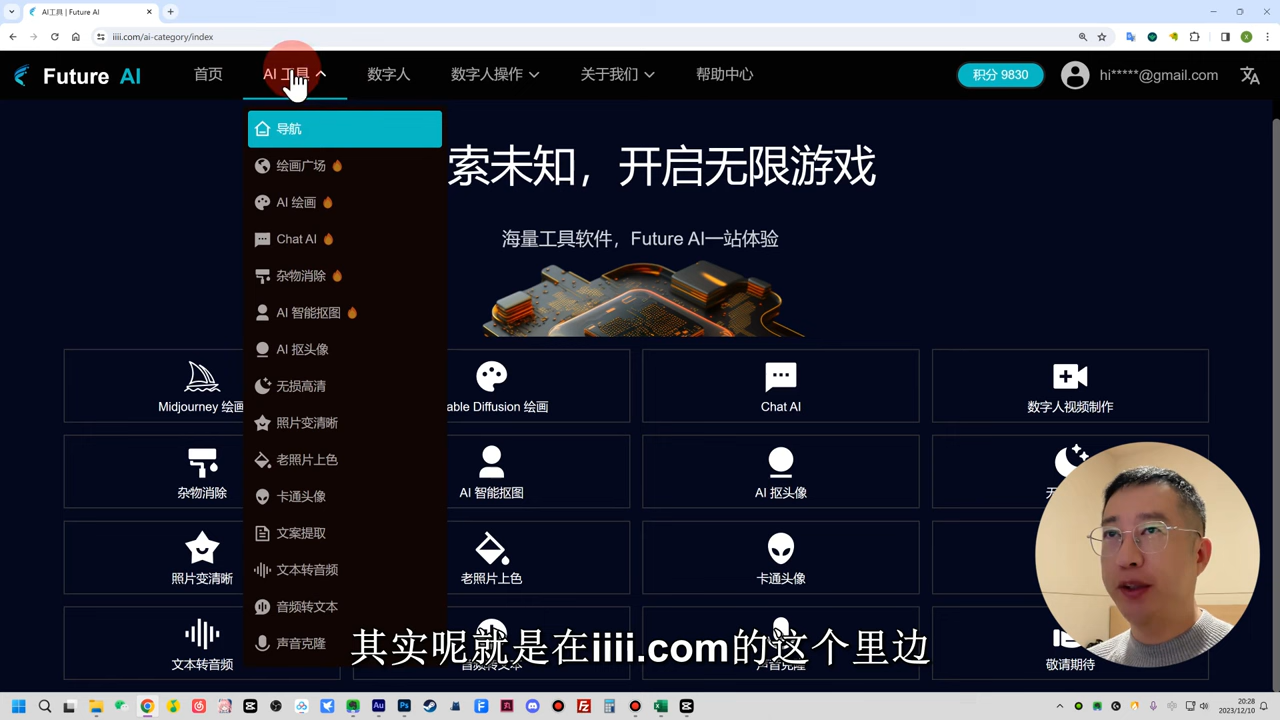 AI工具 | Future AI
iiii.com/ai-category/index
Future AI
首页
AI 工具
数字人
数字人操作
关于我们
帮助中心
积分 9830
hi*****@gmail.com
导航
绘画广场
AI 绘画
Chat AI
杂物消除
AI 智能抠图
AI 抠头像
无损高清
照片变清晰
老照片上色
卡通头像
文案提取
文本转音频
音频转文本
声音克隆
索未知，开启无限游戏
海量工具软件，Future AI一站体验
Midjourney 绘画
able Diffusion 绘画
Chat AI
数字人视频制作
杂物消除
AI 智能抠图
AI 抠头像
照片变清晰
老照片上色
卡通头像
文本转音频
敬请期待
其实呢就是在iiii.com的这个里边
20:28
2023/12/10